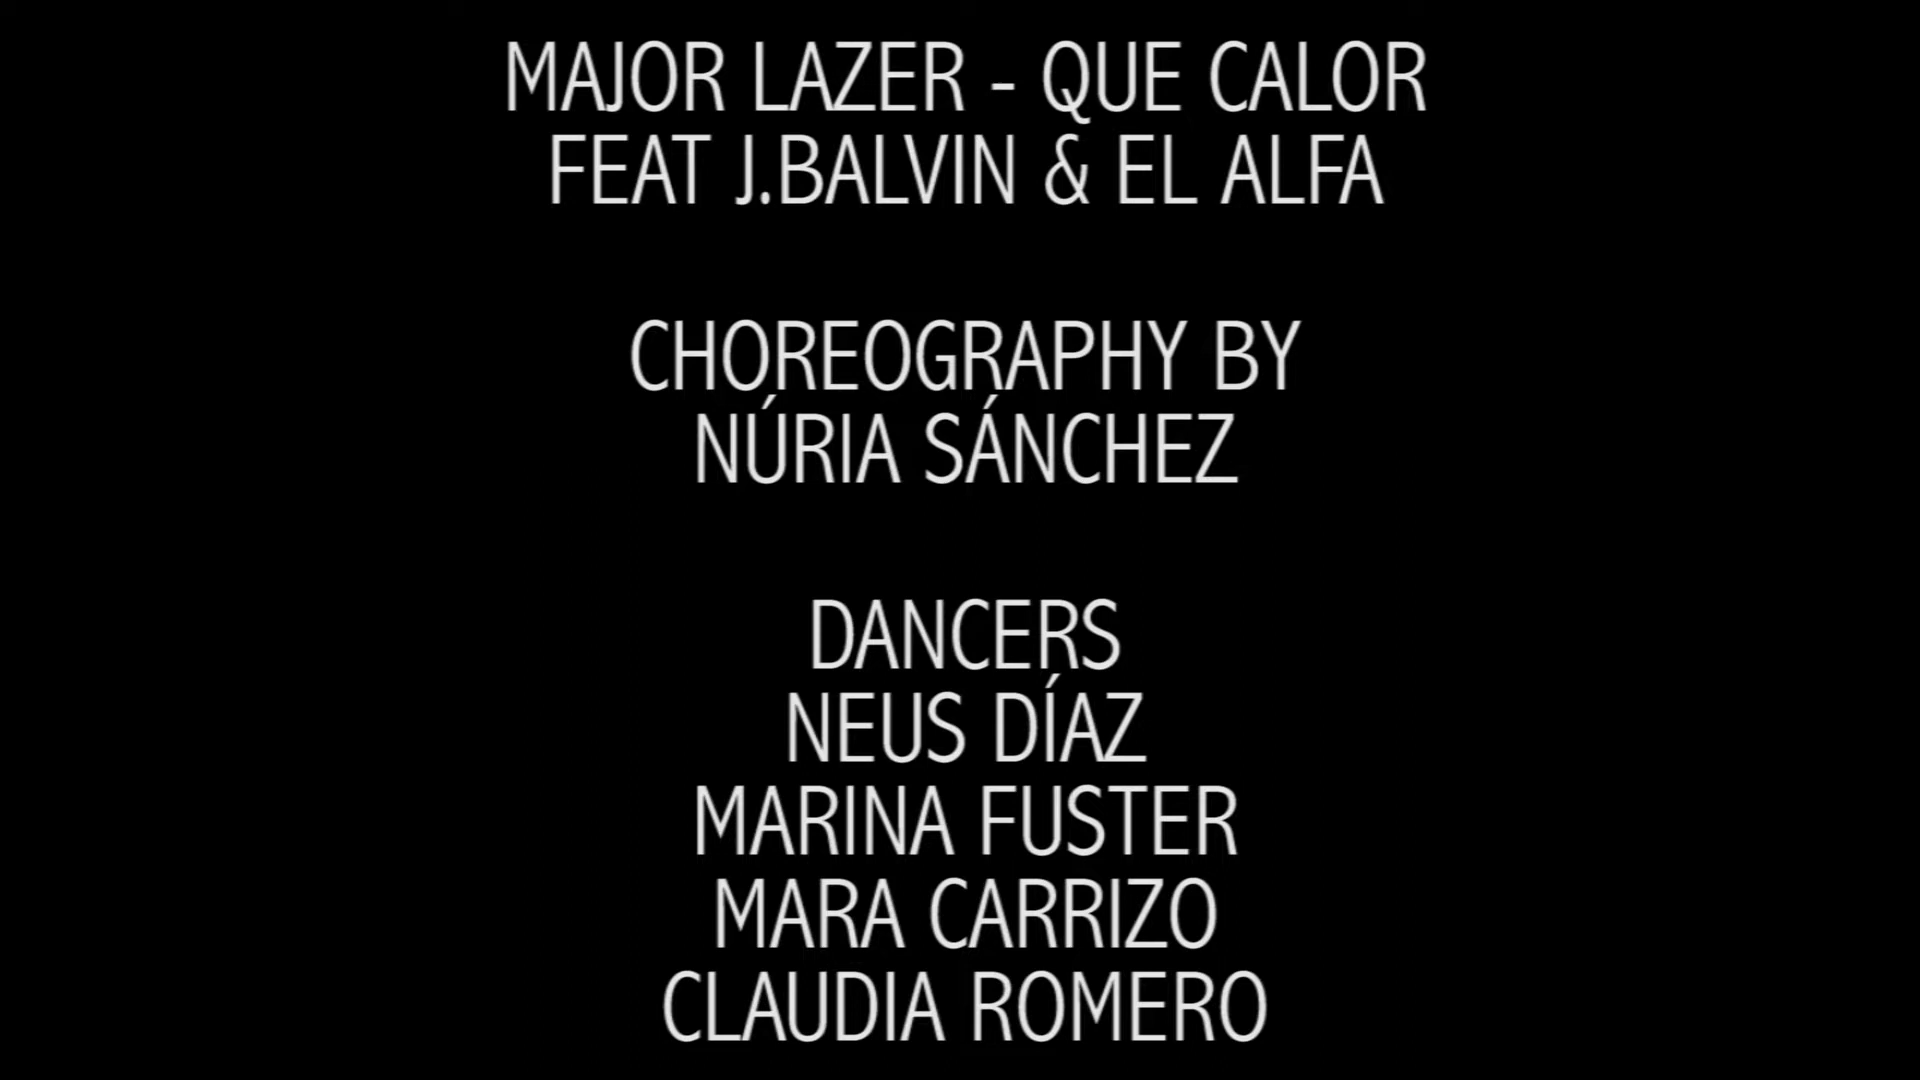 MAJOR LAZER - QUE CALOR
FEAT J.BALVIN & EL ALFA
CHOREOGRAPHY BY
NÚRIA SÁNCHEZ
DANCERS
NEUS DÍAZ
MARINA FUSTER
MARA CARRIZO
CLAUDIA ROMERO